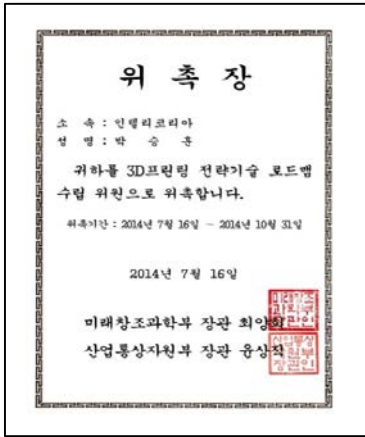 위 촉 장
소 속 : 인텔리코리아
성 명 : 박 승 훈
귀하를 3D프린팅 전략기술 로드맵
수립 위원으로 위촉합니다.
위촉기간 : 2014년 7월 16일 ~ 2014년 10월 31일
2014년 7월 16일
미래창조과학부 장관 최양희
산업통상자원부 장관 윤상직